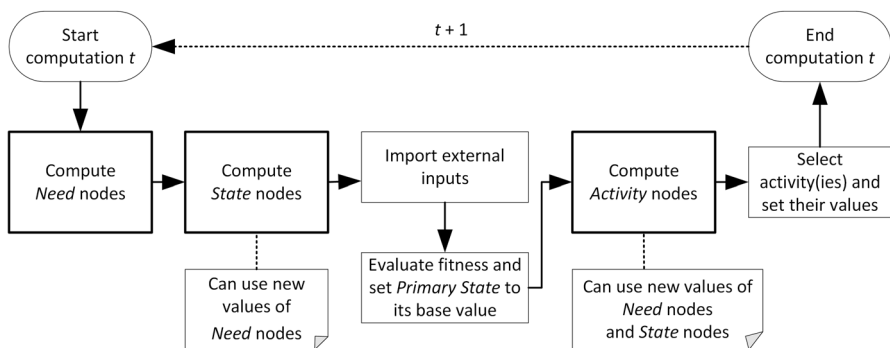 Start
computation t
t + 1
End
computation t
Compute
Need nodes
Compute
State nodes
Import external
inputs
Evaluate fitness and
set Primary State to
its base value
Compute
Activity nodes
Select
activity(ies) and
set their values
Can use new
values of
Need nodes
Can use new values of
Need nodes
and State nodes